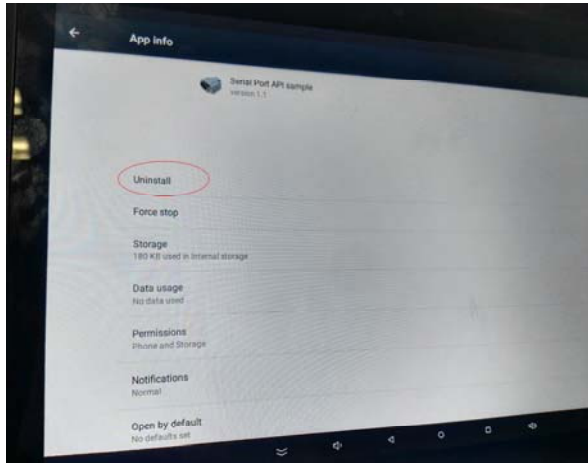 App info
Serial Port API sample
version 1.1
Uninstall
Force stop
Storage
180 KB used in internal storage
Data usage
No data used
Permissions
Phone and Storage
Notifications
Normal
Open by default
No defaults set